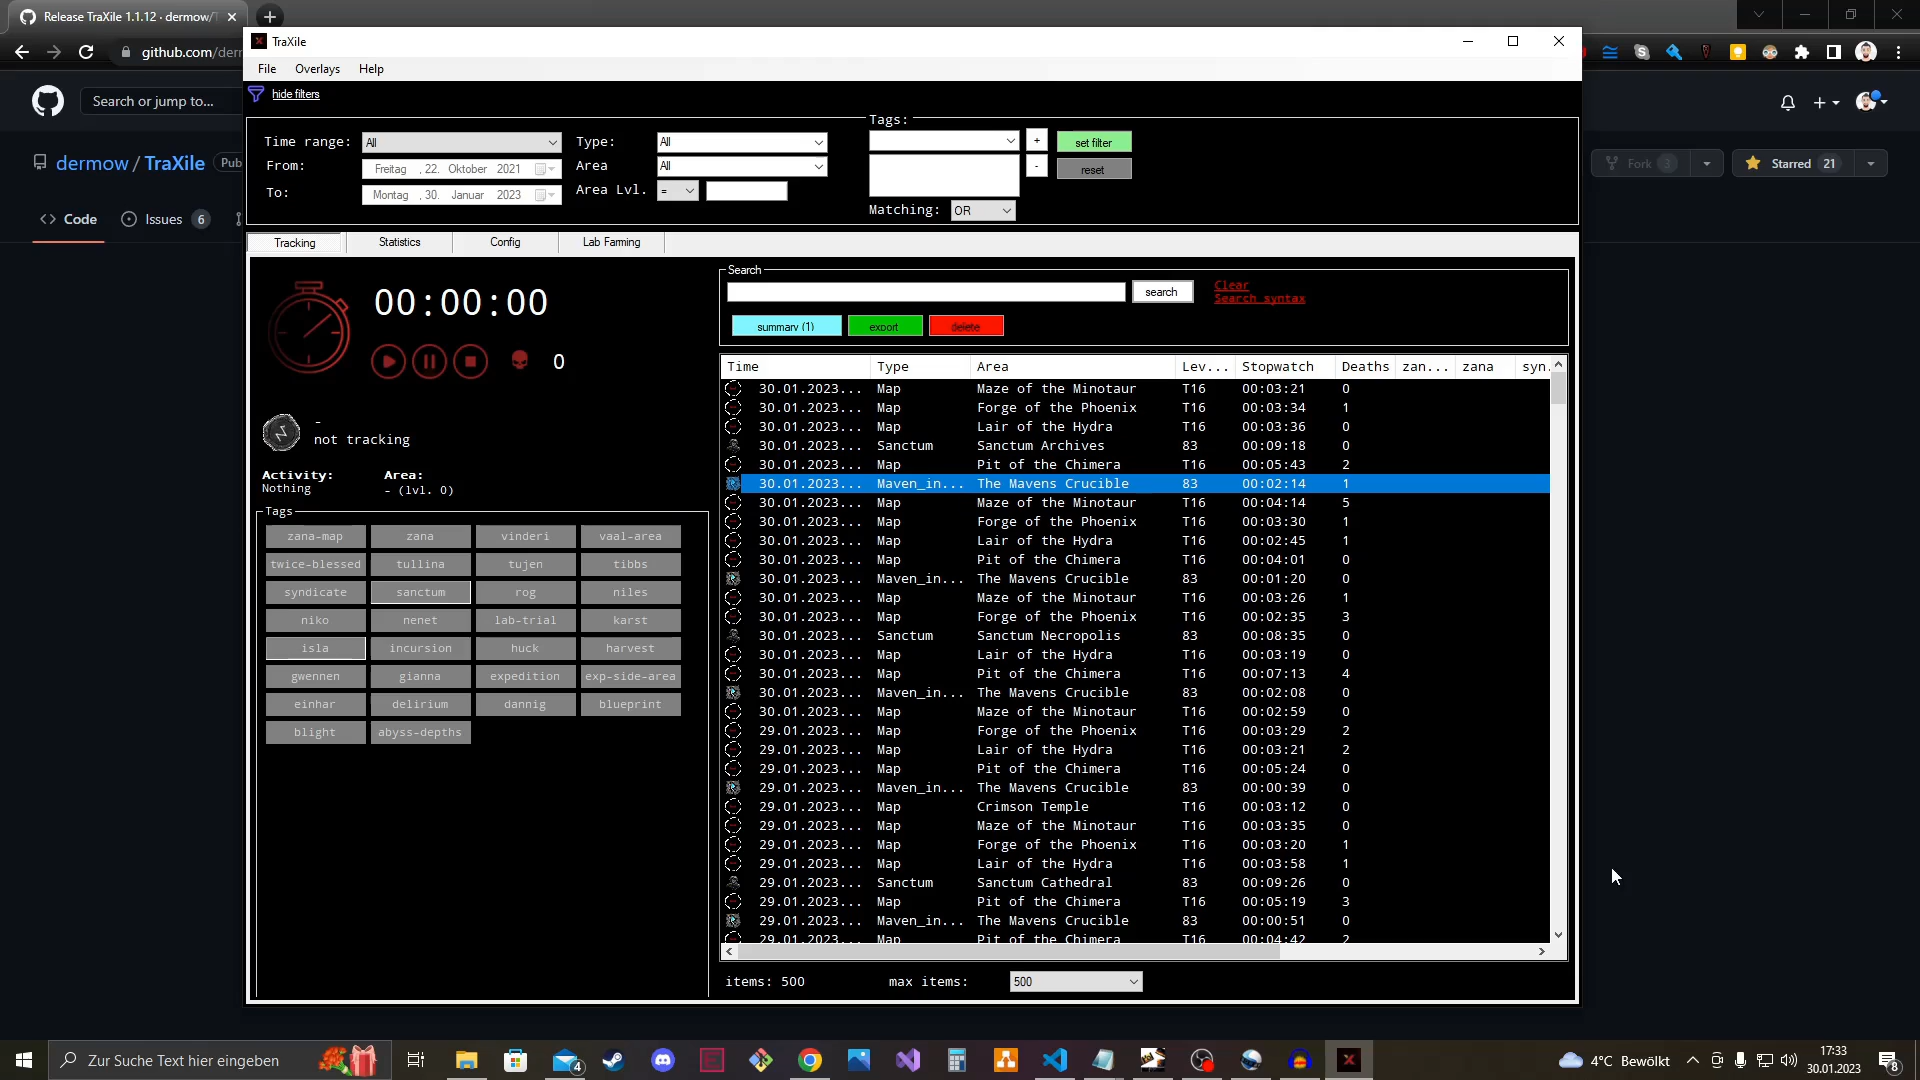 Release TraXile 1.1.12 · dermow/T
TraXile
github.com/der
File Overlays Help
Search or jump to...
hide filters
Tags:
Time range: All Type: All + set filter
From: Freitag , 22. Oktober 2021 Area All - reset
To: Montag , 30. Januar 2023 Area Lvl. =
Matching: OR
dermow / TraXile Pub
Fork 3 Starred 21
Code Issues 6
Tracking Statistics Config Lab Farming
Search
search Clear
Search syntax
summary (1) export delete
00:00:00
0
-
not tracking
Activity: Area:
Nothing - (lvl. 0)
Tags
zana-map zana vinderi vaal-area
twice-blessed tullina tujen tibbs
syndicate sanctum rog niles
niko nenet lab-trial karst
isla incursion huck harvest
gwennen gianna expedition exp-side-area
einhar delirium dannig blueprint
blight abyss-depths
Time Type Area Lev... Stopwatch Deaths zan... zana syn.
30.01.2023... Map Maze of the Minotaur T16 00:03:21 0
30.01.2023... Map Forge of the Phoenix T16 00:03:34 1
30.01.2023... Map Lair of the Hydra T16 00:03:36 0
30.01.2023... Sanctum Sanctum Archives 83 00:09:18 0
30.01.2023... Map Pit of the Chimera T16 00:05:43 2
30.01.2023... Maven_in... The Mavens Crucible 83 00:02:14 1
30.01.2023... Map Maze of the Minotaur T16 00:04:14 5
30.01.2023... Map Forge of the Phoenix T16 00:03:30 1
30.01.2023... Map Lair of the Hydra T16 00:02:45 1
30.01.2023... Map Pit of the Chimera T16 00:04:01 0
30.01.2023... Maven_in... The Mavens Crucible 83 00:01:20 0
30.01.2023... Map Maze of the Minotaur T16 00:03:26 1
30.01.2023... Map Forge of the Phoenix T16 00:02:35 3
30.01.2023... Sanctum Sanctum Necropolis 83 00:08:35 0
30.01.2023... Map Lair of the Hydra T16 00:03:19 0
30.01.2023... Map Pit of the Chimera T16 00:07:13 4
30.01.2023... Maven_in... The Mavens Crucible 83 00:02:08 0
30.01.2023... Map Maze of the Minotaur T16 00:02:59 0
29.01.2023... Map Forge of the Phoenix T16 00:03:29 2
29.01.2023... Map Lair of the Hydra T16 00:03:21 2
29.01.2023... Map Pit of the Chimera T16 00:05:24 0
29.01.2023... Maven_in... The Mavens Crucible 83 00:00:39 0
29.01.2023... Map Crimson Temple T16 00:03:12 0
29.01.2023... Map Maze of the Minotaur T16 00:03:35 0
29.01.2023... Map Forge of the Phoenix T16 00:03:20 1
29.01.2023... Map Lair of the Hydra T16 00:03:58 1
29.01.2023... Sanctum Sanctum Cathedral 83 00:09:26 0
29.01.2023... Map Pit of the Chimera T16 00:05:19 3
29.01.2023... Maven_in... The Mavens Crucible 83 00:00:51 0
29.01.2023... Map Pit of the Chimera T16 00:04:42 2
items: 500 max items: 500
Zur Suche Text hier eingeben
4
4°C Bewölkt
17:33
30.01.2023
8